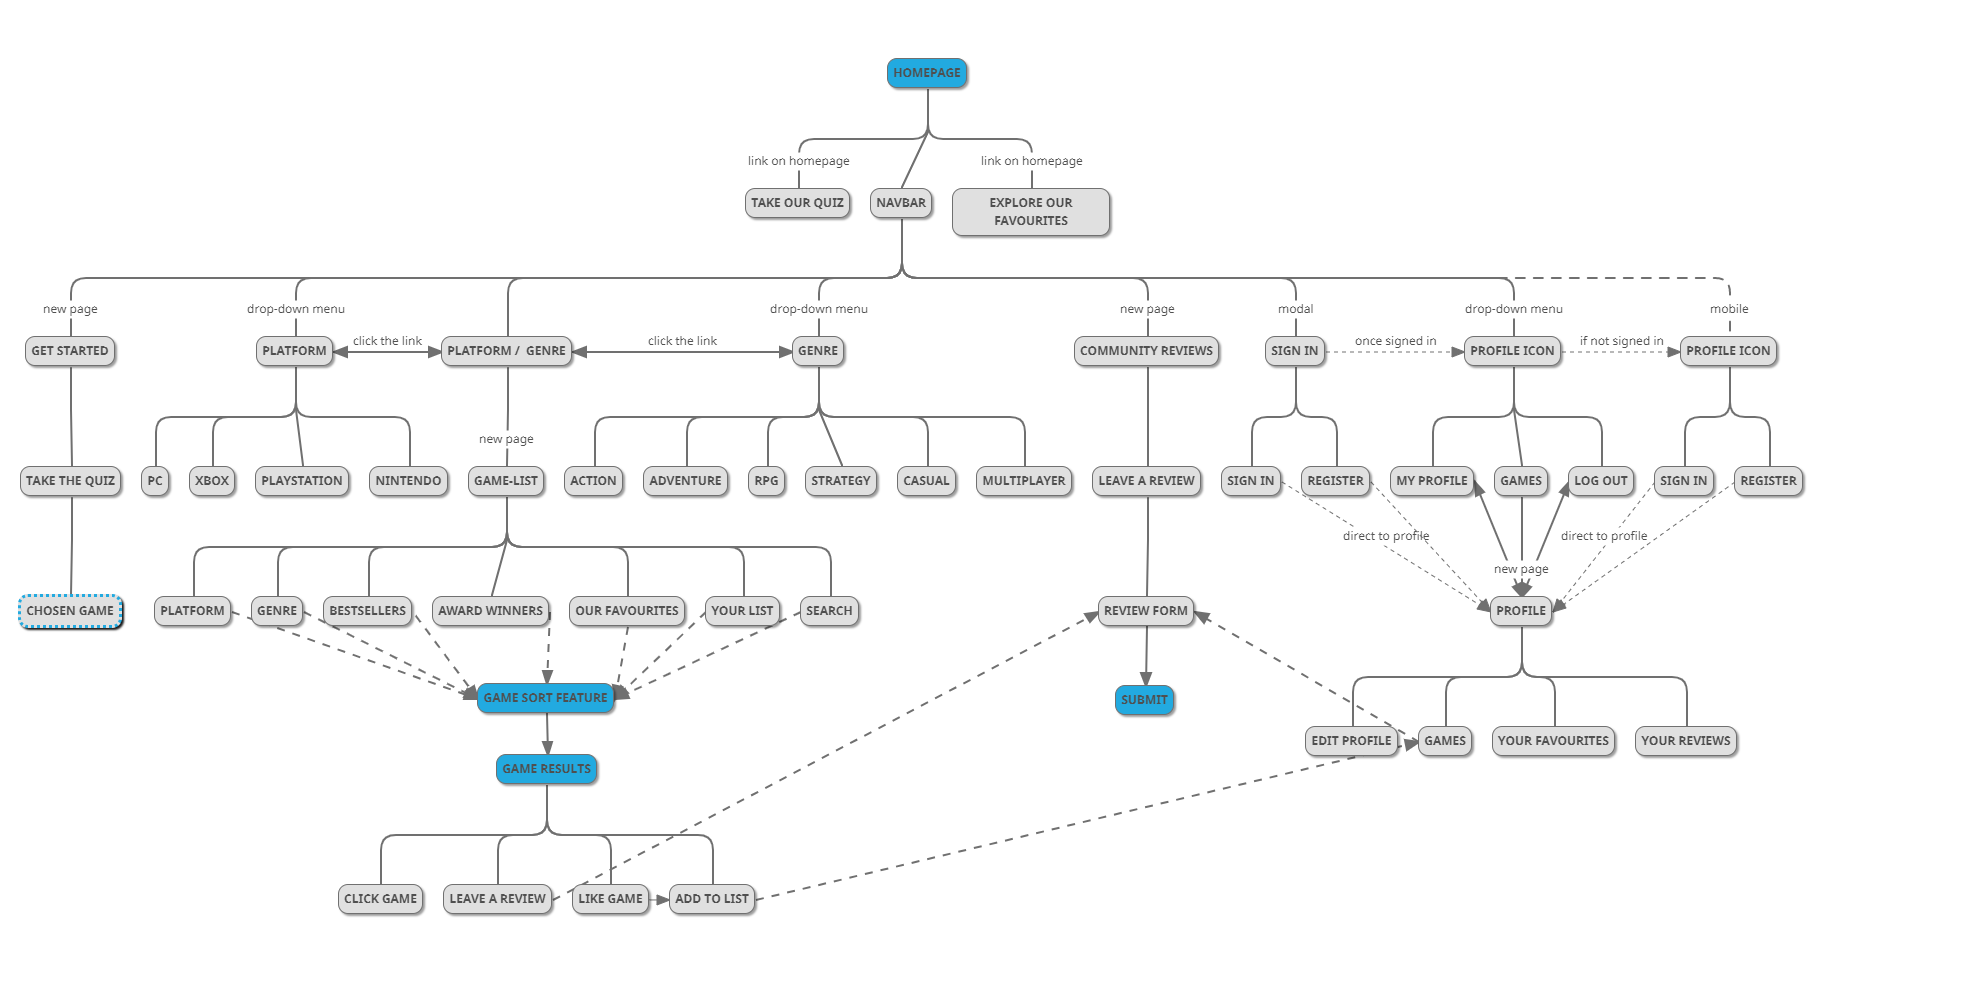 HOMEPAGE
link on homepage
link on homepage
TAKE OUR QUIZ
NAVBAR
EXPLORE OUR
FAVOURITES
new page
drop-down menu
drop-down menu
new page
modal
drop-down menu
mobile
GET STARTED
PLATFORM
click the link
PLATFORM / GENRE
click the link
GENRE
COMMUNITY REVIEWS
SIGN IN
once signed in
PROFILE ICON
if not signed in
PROFILE ICON
new page
TAKE THE QUIZ
PC
XBOX
PLAYSTATION
NINTENDO
GAME-LIST
ACTION
ADVENTURE
RPG
STRATEGY
CASUAL
MULTIPLAYER
LEAVE A REVIEW
SIGN IN
REGISTER
MY PROFILE
GAMES
LOG OUT
SIGN IN
REGISTER
direct to profile
direct to profile
new page
CHOSEN GAME
PLATFORM
GENRE
BESTSELLERS
AWARD WINNERS
OUR FAVOURITES
YOUR LIST
SEARCH
REVIEW FORM
PROFILE
GAME SORT FEATURE
SUBMIT
EDIT PROFILE
GAMES
YOUR FAVOURITES
YOUR REVIEWS
GAME RESULTS
CLICK GAME
LEAVE A REVIEW
LIKE GAME
ADD TO LIST